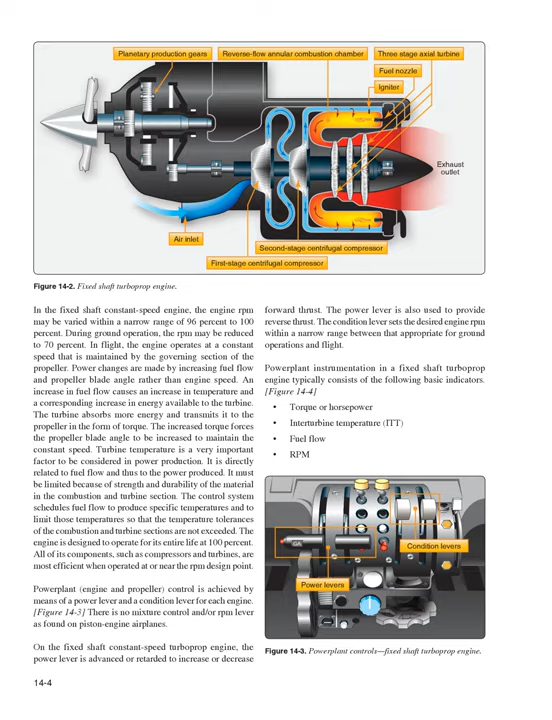 Planetary production gears
Reverse-flow annular combustion chamber
Three stage axial turbine
Fuel nozzle
Igniter
Exhaust
outlet
Air inlet
Second-stage centrifugal compressor
First-stage centrifugal compressor
Figure 14-2. Fixed shaft turboprop engine.
In the fixed shaft constant-speed engine, the engine rpm
may be varied within a narrow range of 96 percent to 100
percent. During ground operation, the rpm may be reduced
to 70 percent. In flight, the engine operates at a constant
speed that is maintained by the governing section of the
propeller. Power changes are made by increasing fuel flow
and propeller blade angle rather than engine speed. An
increase in fuel flow causes an increase in temperature and
a corresponding increase in energy available to the turbine.
The turbine absorbs more energy and transmits it to the
propeller in the form of torque. The increased torque forces
the propeller blade angle to be increased to maintain the
constant speed. Turbine temperature is a very important
factor to be considered in power production. It is directly
related to fuel flow and thus to the power produced. It must
be limited because of strength and durability of the material
in the combustion and turbine section. The control system
schedules fuel flow to produce specific temperatures and to
limit those temperatures so that the temperature tolerances
of the combustion and turbine sections are not exceeded. The
engine is designed to operate for its entire life at 100 percent.
All of its components, such as compressors and turbines, are
most efficient when operated at or near the rpm design point.
Powerplant (engine and propeller) control is achieved by
means of a power lever and a condition lever for each engine.
[Figure 14-3] There is no mixture control and/or rpm lever
as found on piston-engine airplanes.
On the fixed shaft constant-speed turboprop engine, the
power lever is advanced or retarded to increase or decrease
forward thrust. The power lever is also used to provide
reverse thrust. The condition lever sets the desired engine rpm
within a narrow range between that appropriate for ground
operations and flight.
Powerplant instrumentation in a fixed shaft turboprop
engine typically consists of the following basic indicators.
[Figure 14-4]
• Torque or horsepower
• Interturbine temperature (ITT)
• Fuel flow
• RPM
Condition levers
Power levers
Figure 14-3. Powerplant controls—fixed shaft turboprop engine.
14-4